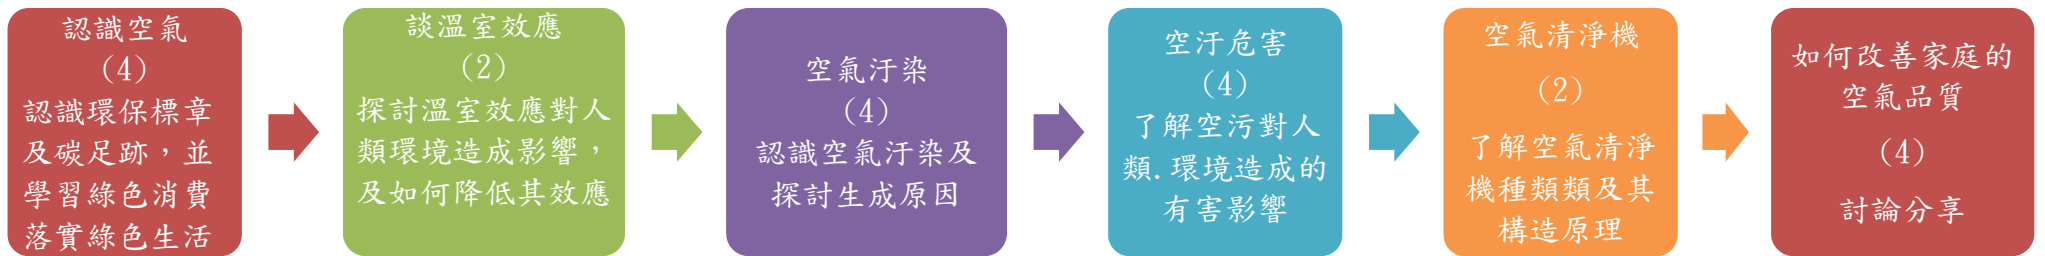 認識空氣
(4)
認識環保標章
及碳足跡，並
學習綠色消費
落實綠色生活
談溫室效應
(2)
探討溫室效應對人
類環境造成影響，
及如何降低其效應
空氣汙染
(4)
認識空氣汙染及
探討生成原因
空汙危害
(4)
了解空污對人
類.環境造成的
有害影響
空氣清淨機
(2)
了解空氣清淨
機種類類及其
構造原理
如何改善家庭的
空氣品質
(4)
討論分享